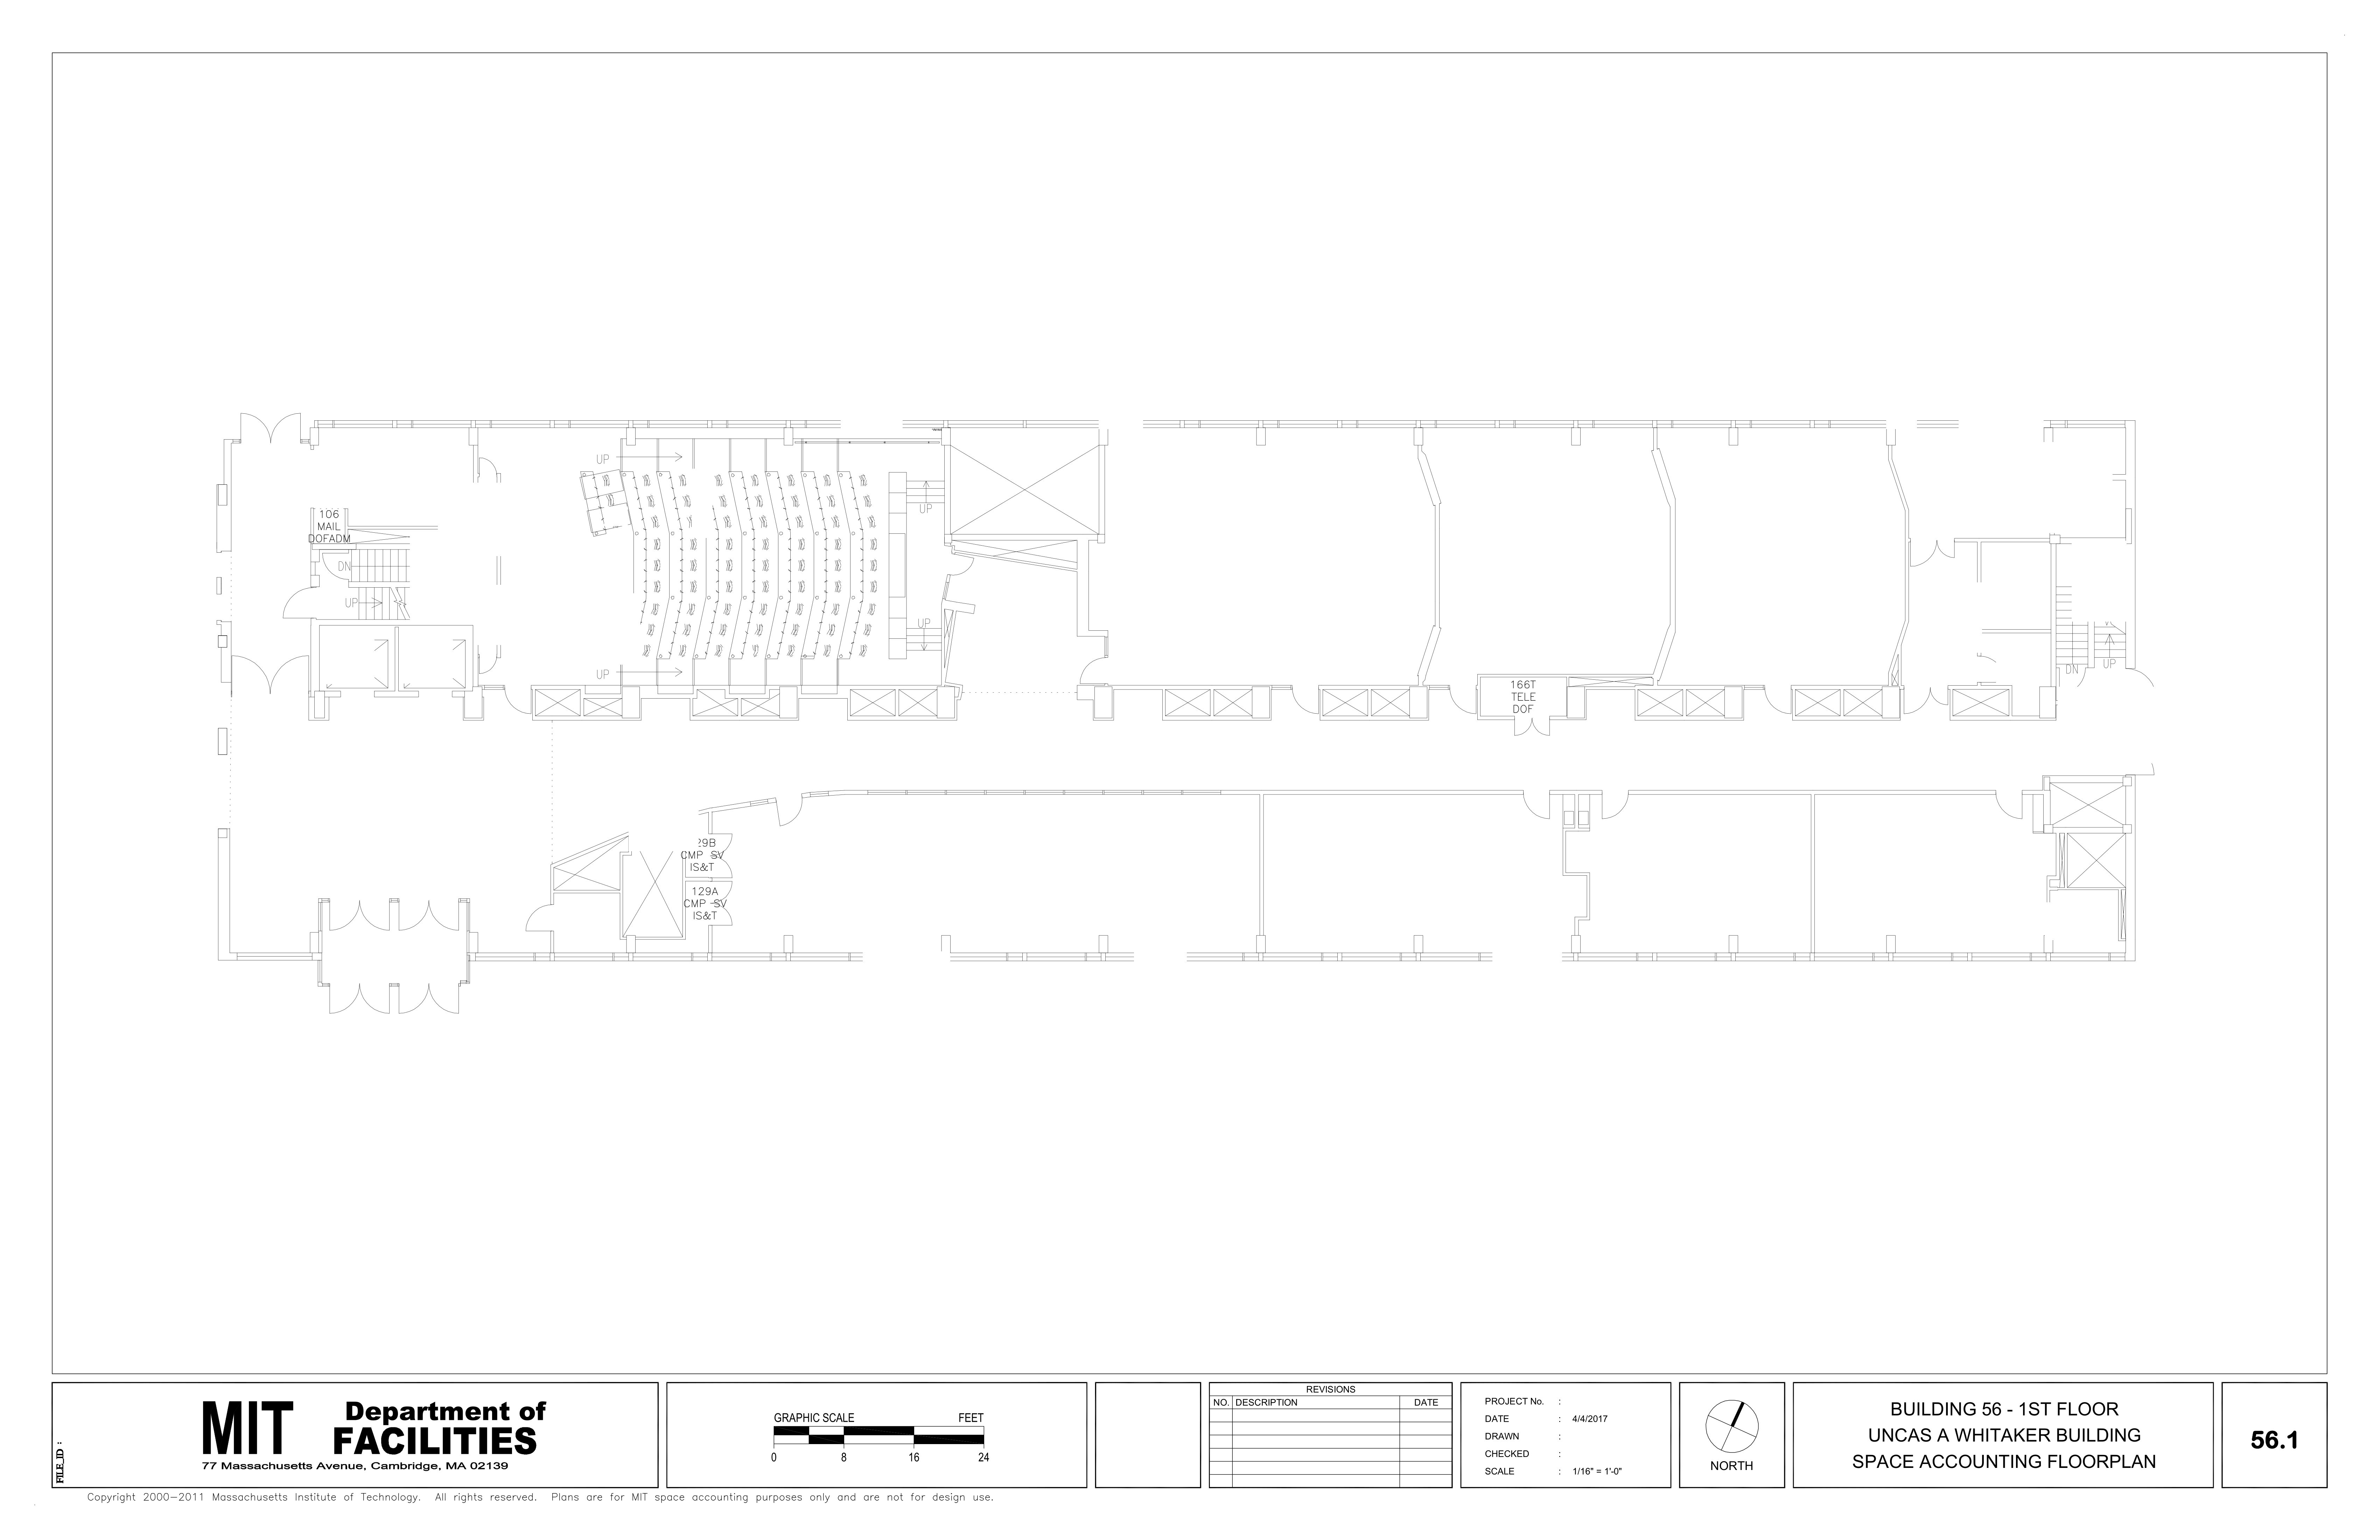 UP
106
MAIL
DOFADM
UP
DN
UP
UP
UP
166T
TELE
DOF
DN
UP
29B
CMP SV
IS&T
129A
CMP SV
IS&T
MIT
Department of
FACILITIES
77 Massachusetts Avenue, Cambridge, MA 02139
FILE_ID :
GRAPHIC SCALE FEET
0 8 16 24
REVISIONS
NO. DESCRIPTION DATE
PROJECT No. :
DATE : 4/4/2017
DRAWN :
CHECKED :
SCALE : 1/16" = 1'-0"
NORTH
BUILDING 56 - 1ST FLOOR
UNCAS A WHITAKER BUILDING
SPACE ACCOUNTING FLOORPLAN
56.1
Copyright 2000-2011 Massachusetts Institute of Technology. All rights reserved. Plans are for MIT space accounting purposes only and are not for design use.